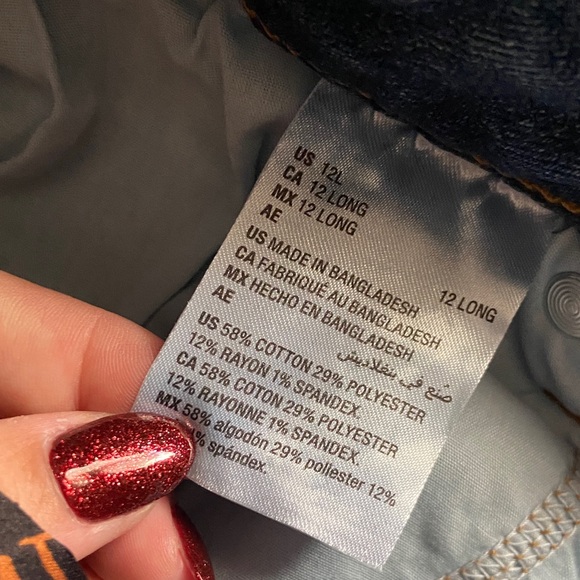 US 12L
CA 12 LONG
MX 12 LONG
AE
12 LONG
US MADE IN BANGLADESH
CA FABRIQUÉ AU BANGLADESH
MX HECHO EN BANGLADESH
AE
صنع في بنغلاديش
US 58% COTTON 29% POLYESTER
12% RAYON 1% SPANDEX.
CA 58% COTON 29% POLYESTER
12% RAYONNE 1% SPANDEX.
MX 58% algodón 29% poliester 12%
spándex.